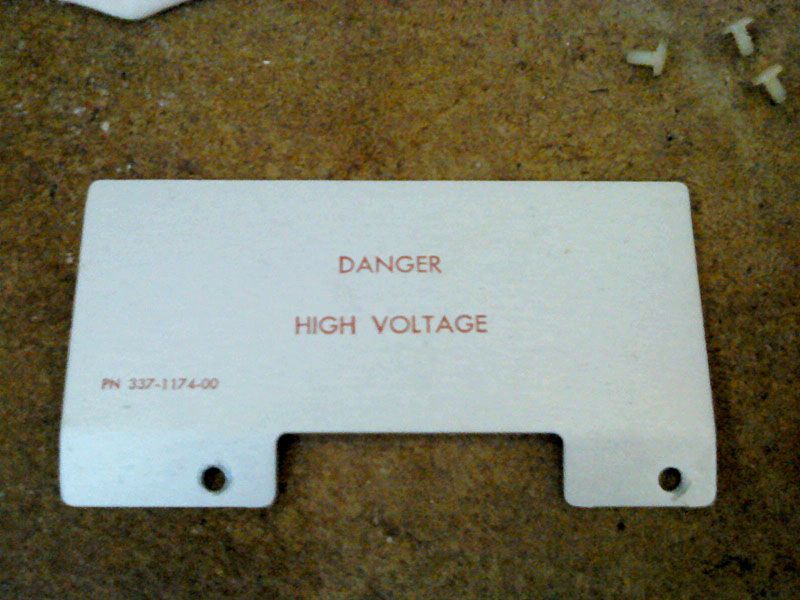 DANGER
HIGH VOLTAGE
PN 337-1174-00